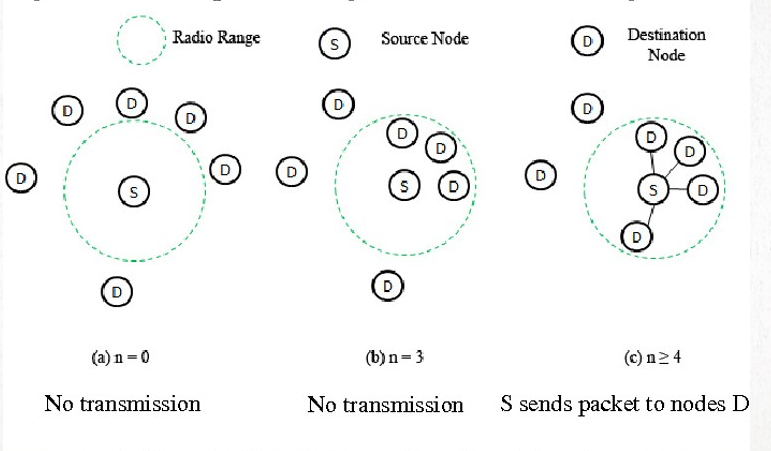 Radio Range
S
Source Node
D
Destination
Node
D
D
D
D
D
S
D
D
D
D
D
S
D
D
D
D
D
D
S
D
D
D
(a) n = 0
(b) n = 3
(c) n ≥ 4
No transmission
No transmission
S sends packet to nodes D